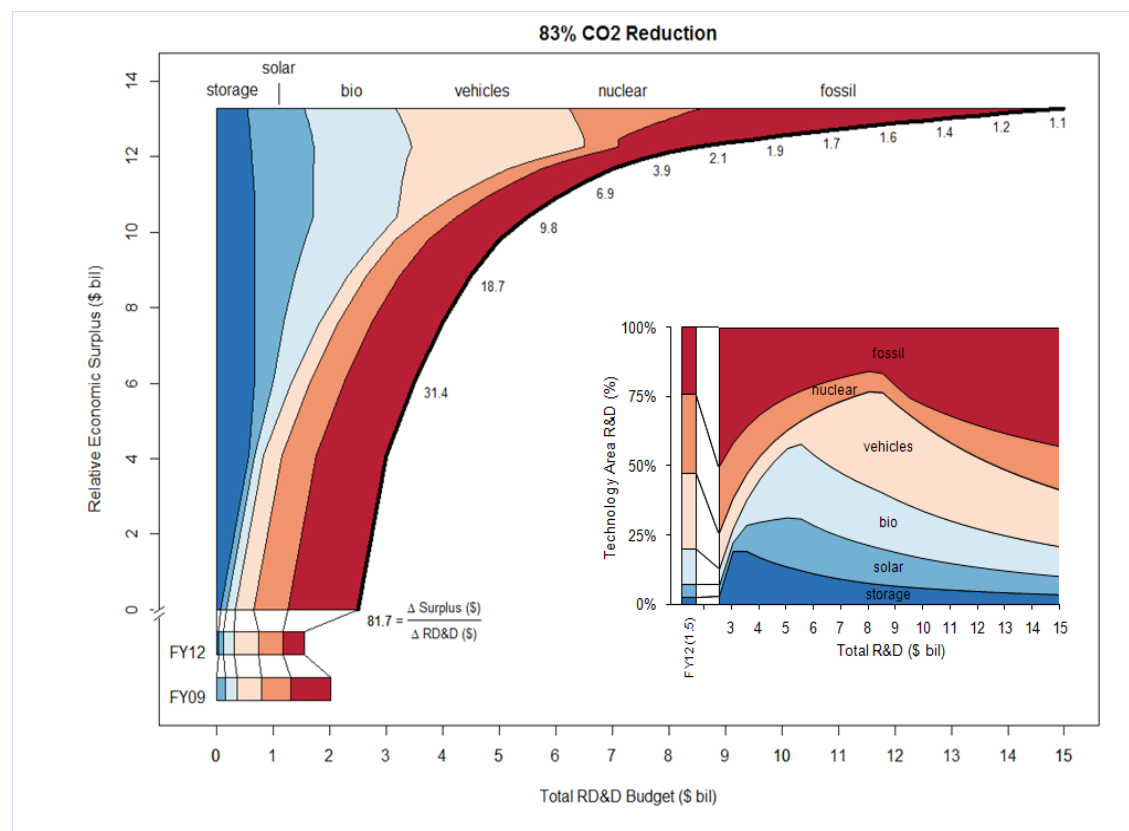 83% CO2 Reduction
solar
storage bio vehicles nuclear fossil
14
12
10
8
6
4
2
0
Relative Economic Surplus ($ bil)
1.1
1.2
1.4
1.6
1.7
1.9
2.1
3.9
6.9
9.8
18.7
31.4
81.7 = Δ Surplus ($)
Δ RD&D ($)
FY12
FY09
0 1 2 3 4 5 6 7 8 9 10 11 12 13 14 15
Total RD&D Budget ($ bil)
100%
75%
50%
25%
0%
Technology Area R&D (%)
fossil
nuclear
vehicles
bio
solar
storage
FY12 (1.5)
3 4 5 6 7 8 9 10 11 12 13 14 15
Total R&D ($ bil)